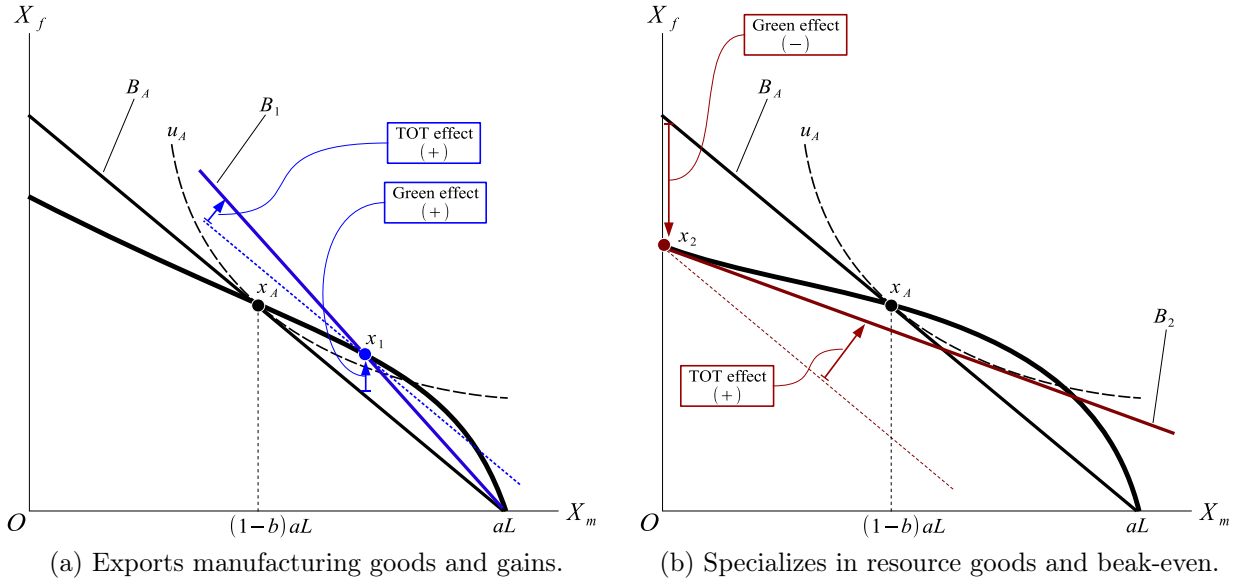 X_f
B_A
B_1
u_A
TOT effect
(+)
Green effect
(+)
x_A
x_1
O
(1−b)aL
aL
X_m
(a) Exports manufacturing goods and gains.
X_f
Green effect
(−)
B_A
u_A
x_2
x_A
B_2
TOT effect
(+)
O
(1−b)aL
aL
X_m
(b) Specializes in resource goods and beak-even.